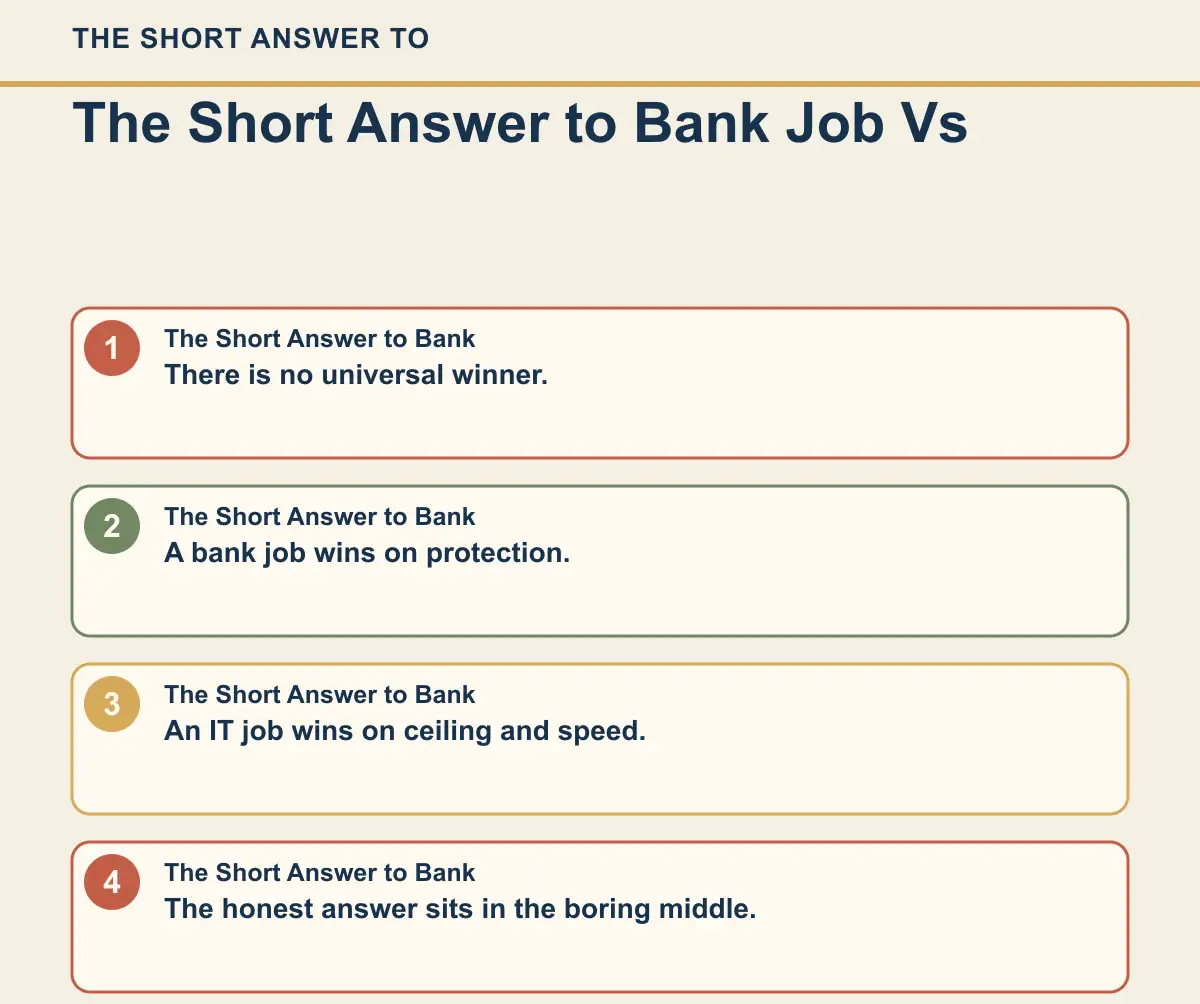 THE SHORT ANSWER TO
The Short Answer to Bank Job Vs
1
The Short Answer to Bank
There is no universal winner.
2
The Short Answer to Bank
A bank job wins on protection.
3
The Short Answer to Bank
An IT job wins on ceiling and speed.
4
The Short Answer to Bank
The honest answer sits in the boring middle.